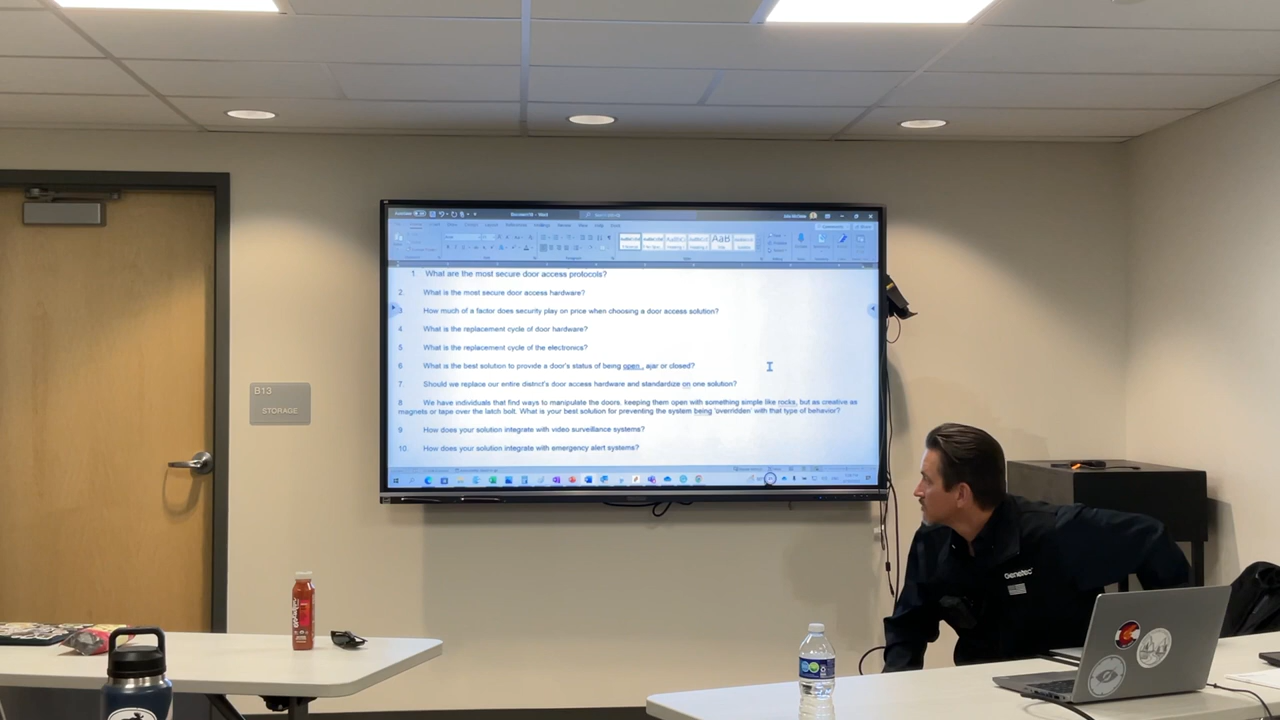 Document - Word
AaBbCcDc
AaBbCcDc
AaBbCc
AaB
1. What are the most secure door access protocols?
2. What is the most secure door access hardware?
3 How much of a factor does security play on price when choosing a door access solution?
4. What is the replacement cycle of door hardware?
5. What is the replacement cycle of the electronics?
6 What is the best solution to provide a door's status of being open , ajar or closed?
7. Should we replace our entire district's door access hardware and standardize on one solution?
8 We have individuals that find ways to manipulate the doors. keeping them open with something simple like rocks, but as creative as
magnets or tape over the latch bolt. What is your best solution for preventing the system being 'overridden' with that type of behavior?
9. How does your solution integrate with video surveillance systems?
10. How does your solution integrate with emergency alert systems?
B13
STORAGE
Genetec